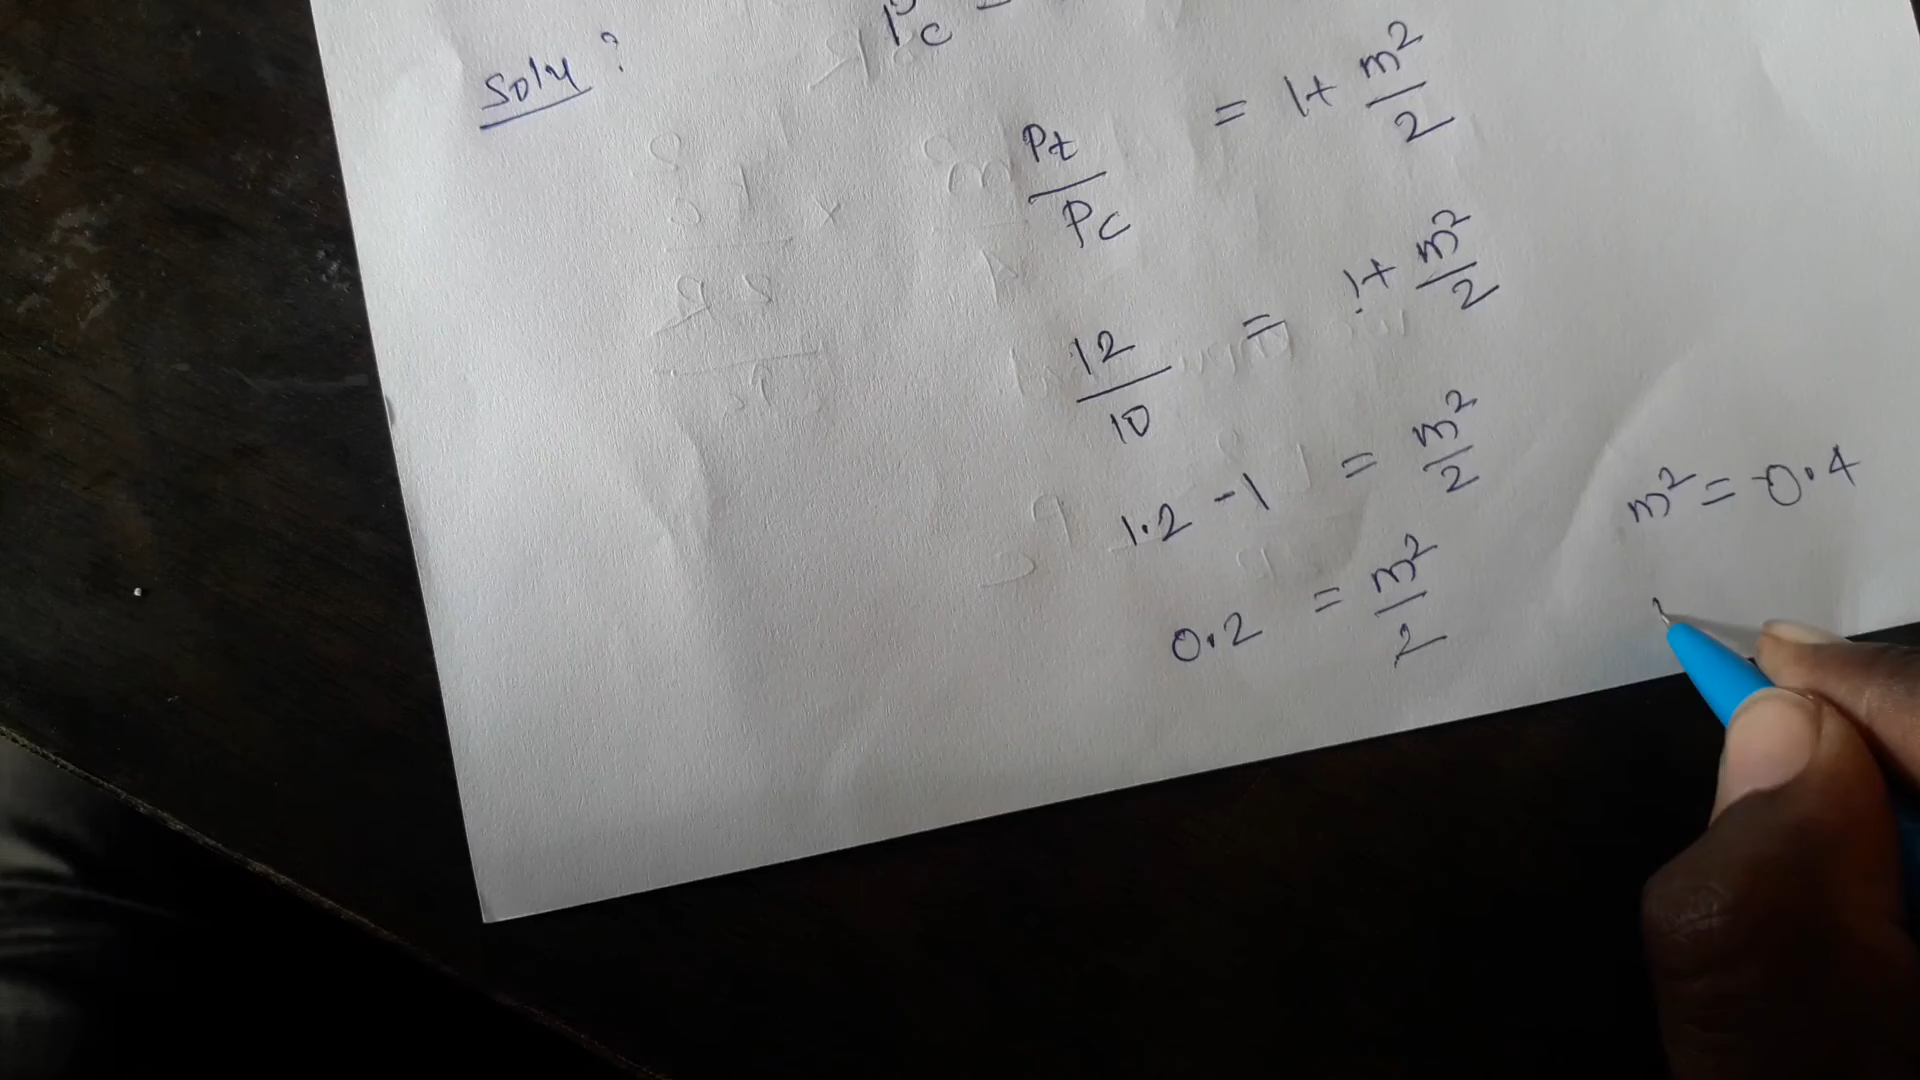 Soln:
Pc =
Pt/Pc = 1+ m²/2
12/10 = 1+ m²/2
1.2 - 1 = m²/2
0.2 = m²/2
m² = 0.4